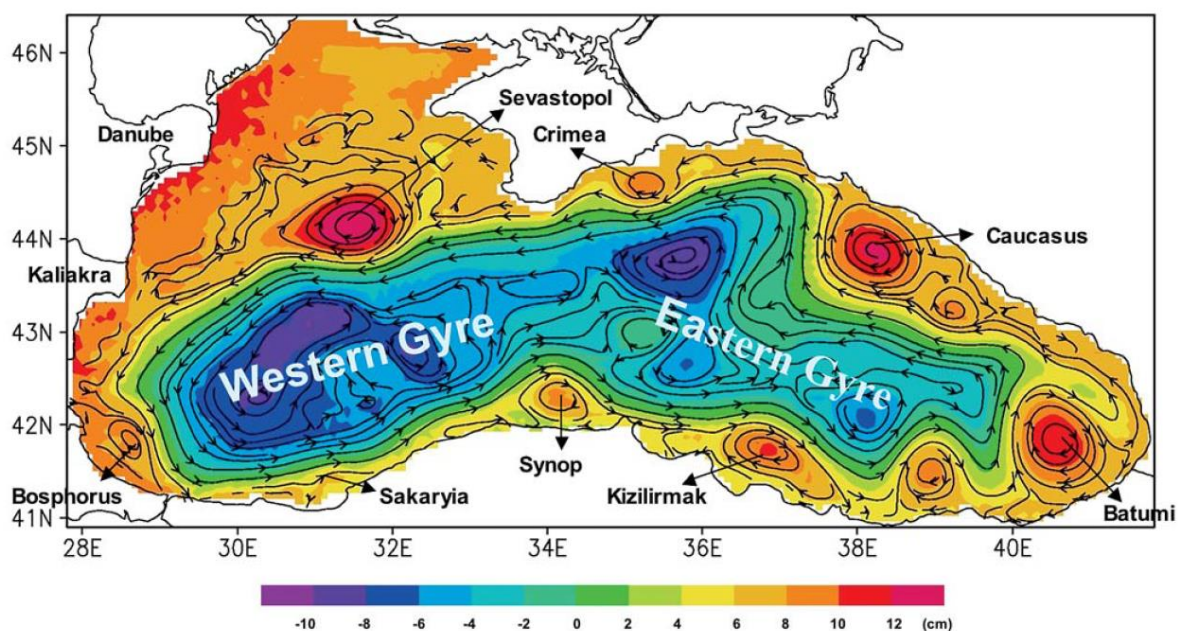 46N
Sevastopol
Danube
45N
Crimea
44N
Caucasus
Kaliakra
43N
Western Gyre
Eastern Gyre
42N
Synop
Bosphorus
Sakaryia
Kizilirmak
Batumi
41N
28E 30E 32E 34E 36E 38E 40E
-10 -8 -6 -4 -2 0 2 4 6 8 10 12 (cm)